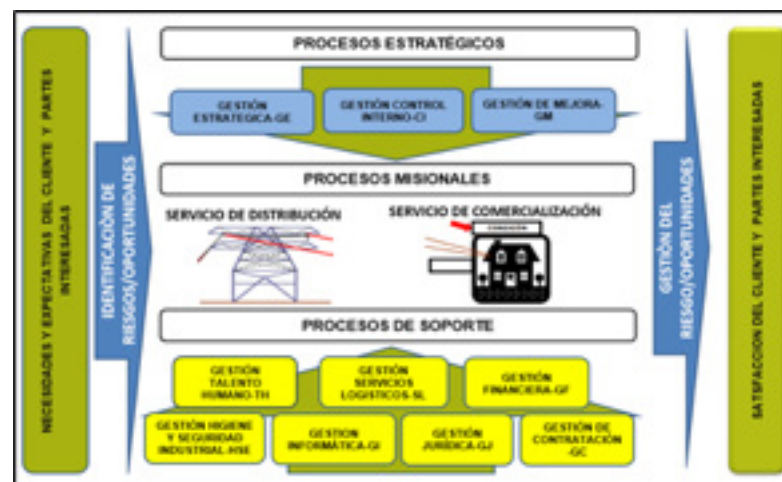 NECESIDADES Y EXPECTATIVAS DEL CLIENTE Y PARTES
INTERESADAS
IDENTIFICACIÓN DE
RIESGOS/OPORTUNIDADES
PROCESOS ESTRATÉGICOS
GESTIÓN
ESTRATEGICA-GE
GESTIÓN CONTROL
INTERNO-CI
GESTIÓN DE MEJORA-
GM
PROCESOS MISIONALES
SERVICIO DE DISTRIBUCIÓN
SERVICIO DE COMERCIALIZACIÓN
PROCESOS DE SOPORTE
GESTIÓN
TALENTO
HUMANO-TH
GESTIÓN
SERVICIOS
LOGISTICOS-SL
GESTIÓN
FINANCIERA-GF
GESTIÓN HIGIENE
Y SEGURIDAD
INDUSTRIAL-HSE
GESTION
INFORMÁTICA-GI
GESTIÓN
JURÍDICA-GJ
GESTIÓN DE
CONTRATACIÓN
-GC
GESTIÓN DEL
RIESGO/OPORTUNIDADES
SATISFACCION DEL CLIENTE Y PARTES INTERESADAS